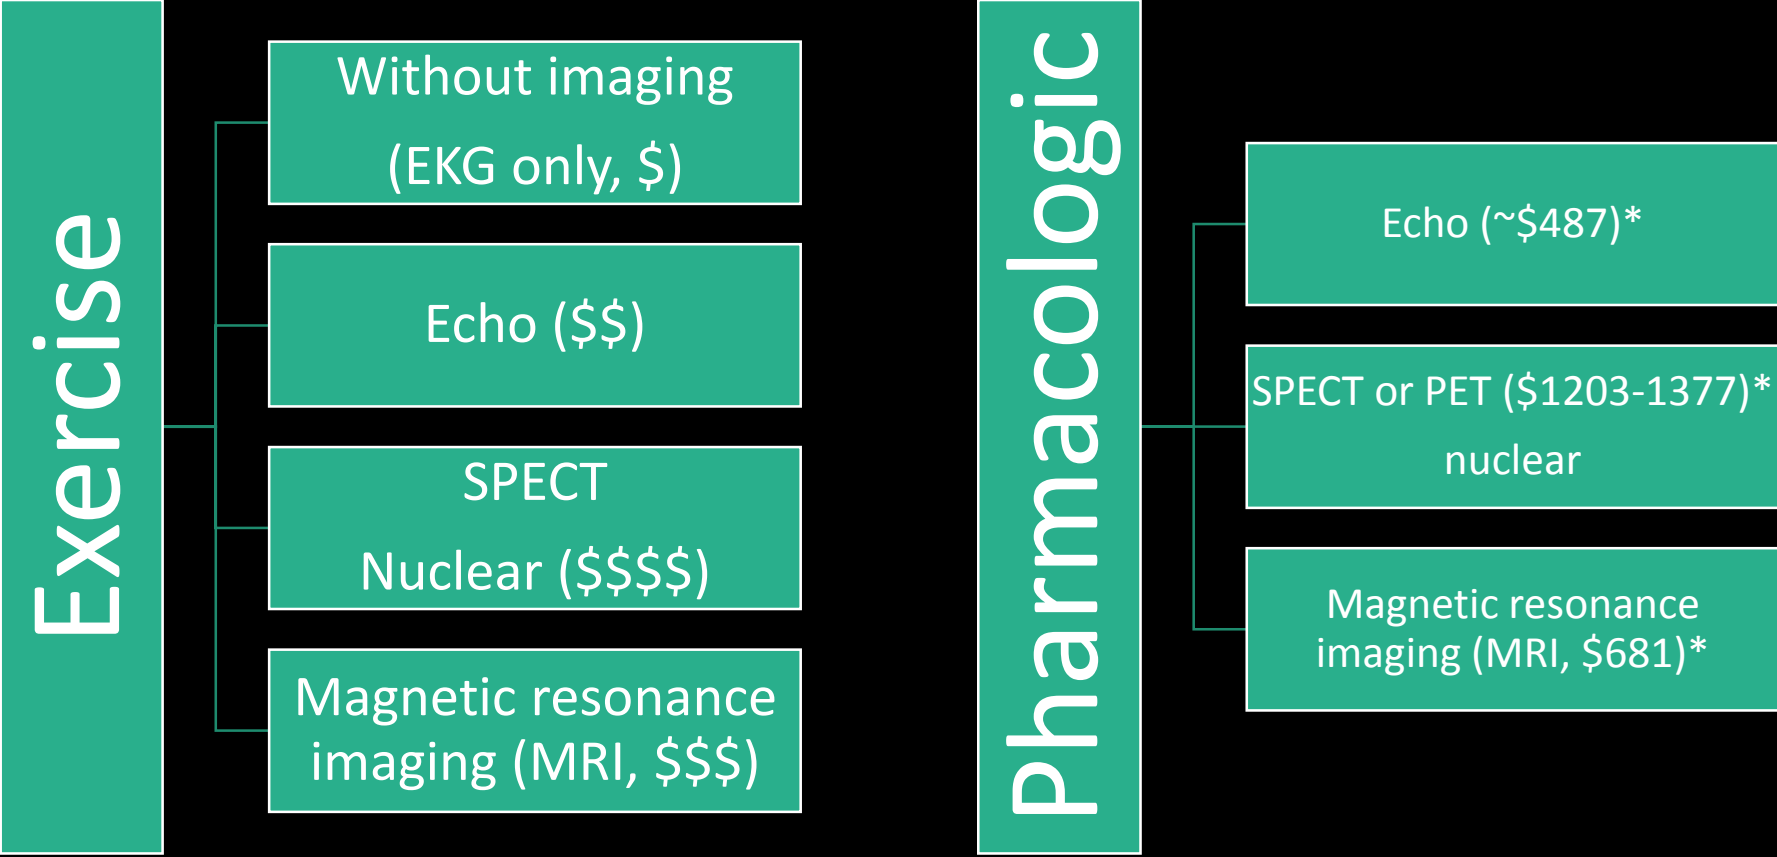 Exercise
Without imaging
(EKG only, $)
Echo ($$)
SPECT
Nuclear ($$$$)
Magnetic resonance
imaging (MRI, $$$)
Pharmacologic
Echo (~$487)*
SPECT or PET ($1203-1377)*
nuclear
Magnetic resonance
imaging (MRI, $681)*